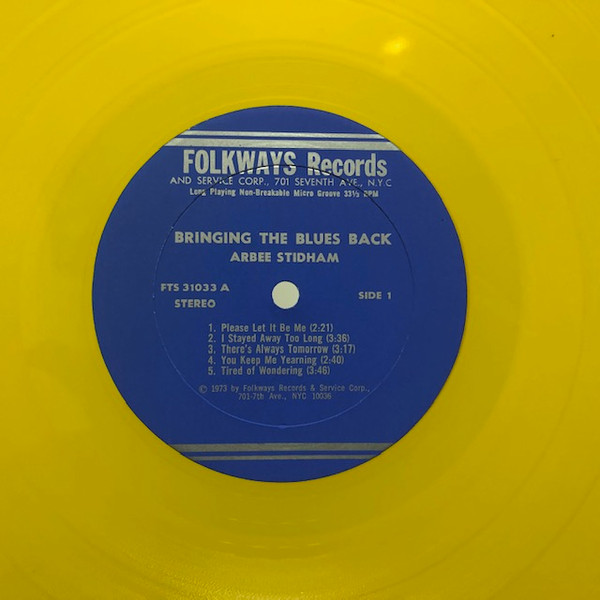 FOLKWAYS Records
AND SERVICE CORP., 701 SEVENTH AVE., N.Y.C
Long Playing Non-Breakable Micro Groove 33⅓ RPM
BRINGING THE BLUES BACK
ARBEE STIDHAM
FTS 31033 A
STEREO
SIDE 1
1. Please Let It Be Me (2:21)
2. I Stayed Away Too Long (3:36)
3. There's Always Tomorrow (3:17)
4. You Keep Me Yearning (2:40)
5. Tired of Wondering (3:46)
© 1973 by Folkways Records & Service Corp.,
701-7th Ave., NYC 10036